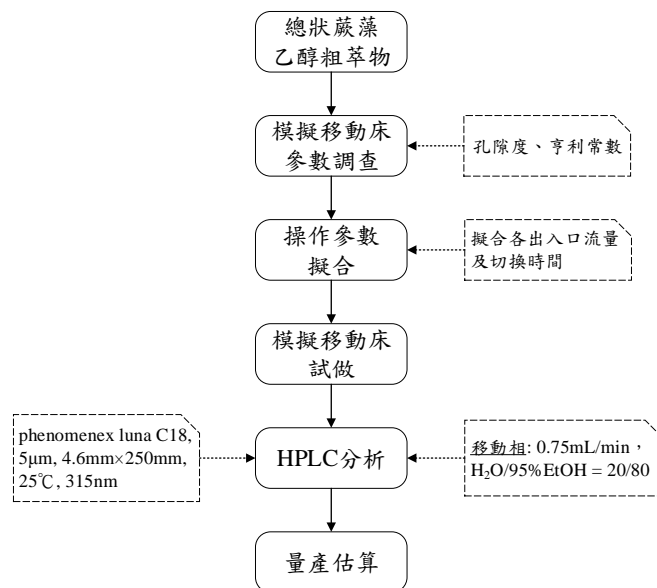 總狀蕨藻
乙醇粗萃物
模擬移動床
參數調查
孔隙度、亨利常數
操作參數
擬合
擬合各出入口流量
及切換時間
模擬移動床
試做
phenomenex luna C18,
5μm, 4.6mm×250mm,
25℃, 315nm
HPLC分析
移動相: 0.75mL/min，
H₂O/95%EtOH = 20/80
量產估算